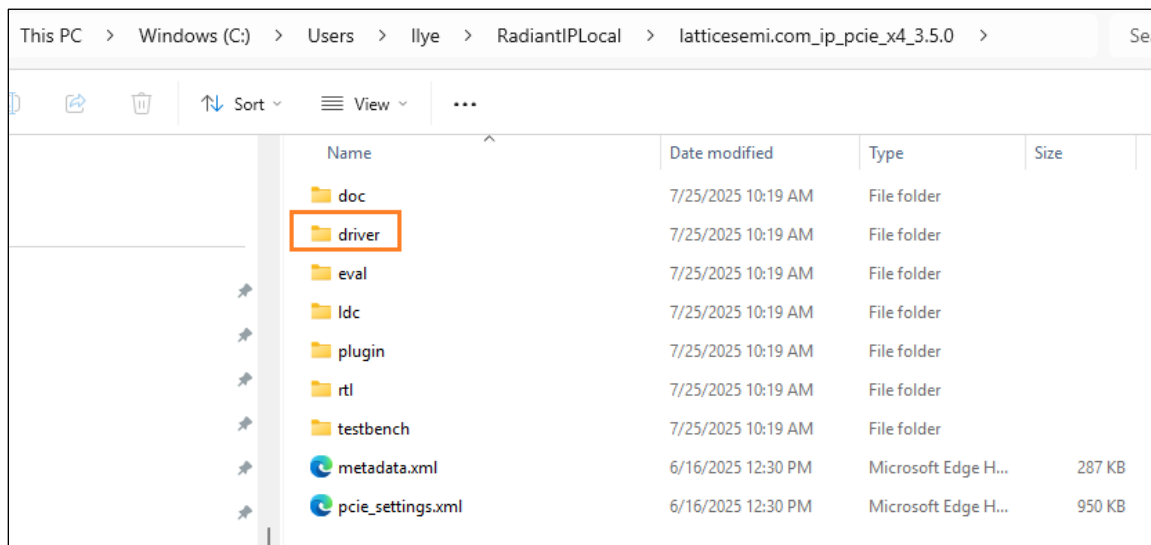 This PC > Windows (C:) > Users > llye > RadiantIPLocal > latticesemi.com_ip_pcie_x4_3.5.0 >
Sort View ...
Name Date modified Type Size
doc 7/25/2025 10:19 AM File folder
driver 7/25/2025 10:19 AM File folder
eval 7/25/2025 10:19 AM File folder
ldc 7/25/2025 10:19 AM File folder
plugin 7/25/2025 10:19 AM File folder
rtl 7/25/2025 10:19 AM File folder
testbench 7/25/2025 10:19 AM File folder
metadata.xml 6/16/2025 12:30 PM Microsoft Edge H... 287 KB
pcie_settings.xml 6/16/2025 12:30 PM Microsoft Edge H... 950 KB